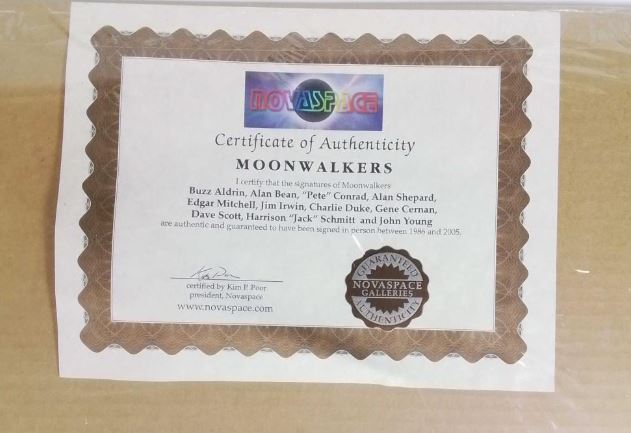 NOVASPACE
Certificate of Authenticity
MOONWALKERS
I certify that the signatures of Moonwalkers
Buzz Aldrin, Alan Bean, "Pete" Conrad, Alan Shepard,
Edgar Mitchell, Jim Irwin, Charlie Duke, Gene Cernan,
Dave Scott, Harrison "Jack" Schmitt and John Young
are authentic and guaranteed to have been signed in person between 1986 and 2005.
certified by Kim P. Poor
president, Novaspace
www.novaspace.com
GUARANTEED
NOVASPACE
GALLERIES
AUTHENTICITY